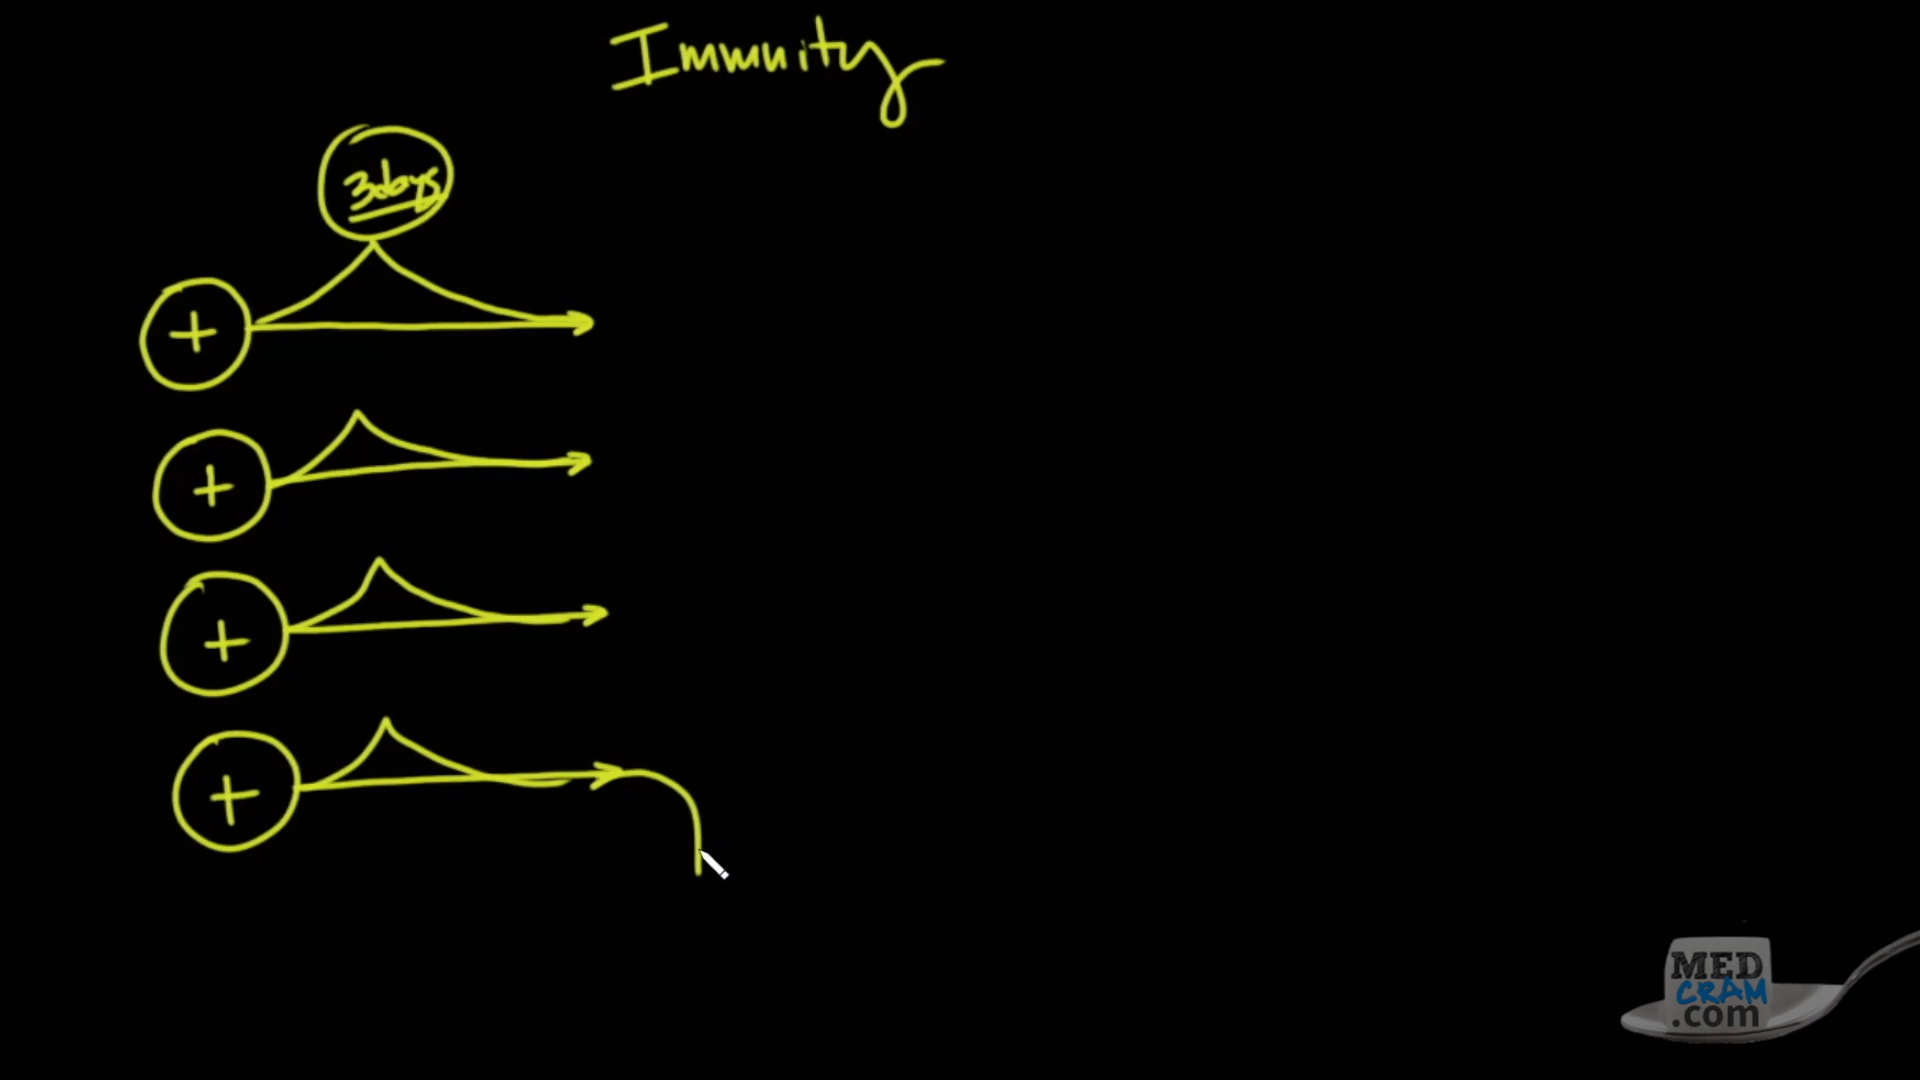 Immunity
3days
+
+
+
+
MED
CRAM
.com